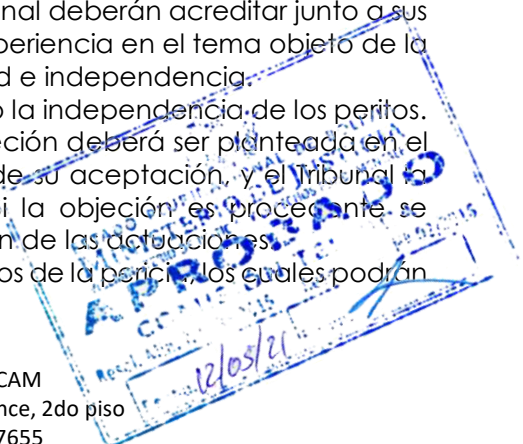 nal deberán acreditar junto a sus
periencia en el tema objeto de la
d e independencia.
o la independencia de los peritos.
eción deberá ser planteada en el
de su aceptación, y el Tribunal la
i la objeción es procedente se
n de las actuaciones.
os de la pericia, los cuales podrán
CAM
nce, 2do piso
7655
APROBADO
12/05/21